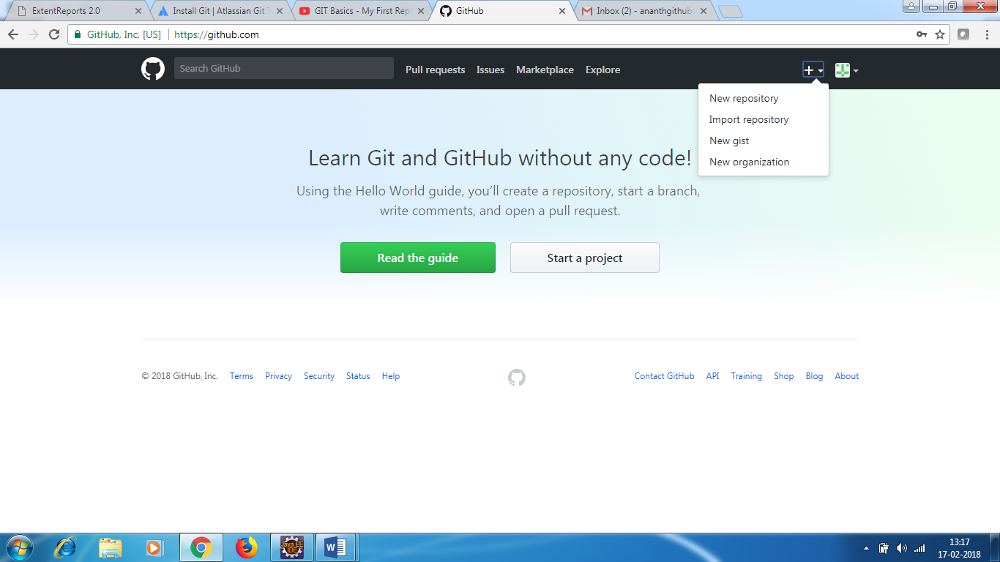 ExtentReports 2.0
Install Git | Atlassian Git T
GIT Basics - My First Rep
GitHub
Inbox (2) - ananthgithub
GitHub, Inc. [US]
https://github.com
Search GitHub
Pull requests
Issues
Marketplace
Explore
New repository
Import repository
New gist
New organization
Learn Git and GitHub without any code!
Using the Hello World guide, you’ll create a repository, start a branch,
write comments, and open a pull request.
Read the guide
Start a project
© 2018 GitHub, Inc.
Terms
Privacy
Security
Status
Help
Contact GitHub
API
Training
Shop
Blog
About
Java EE
IDE
13:17
17-02-2018